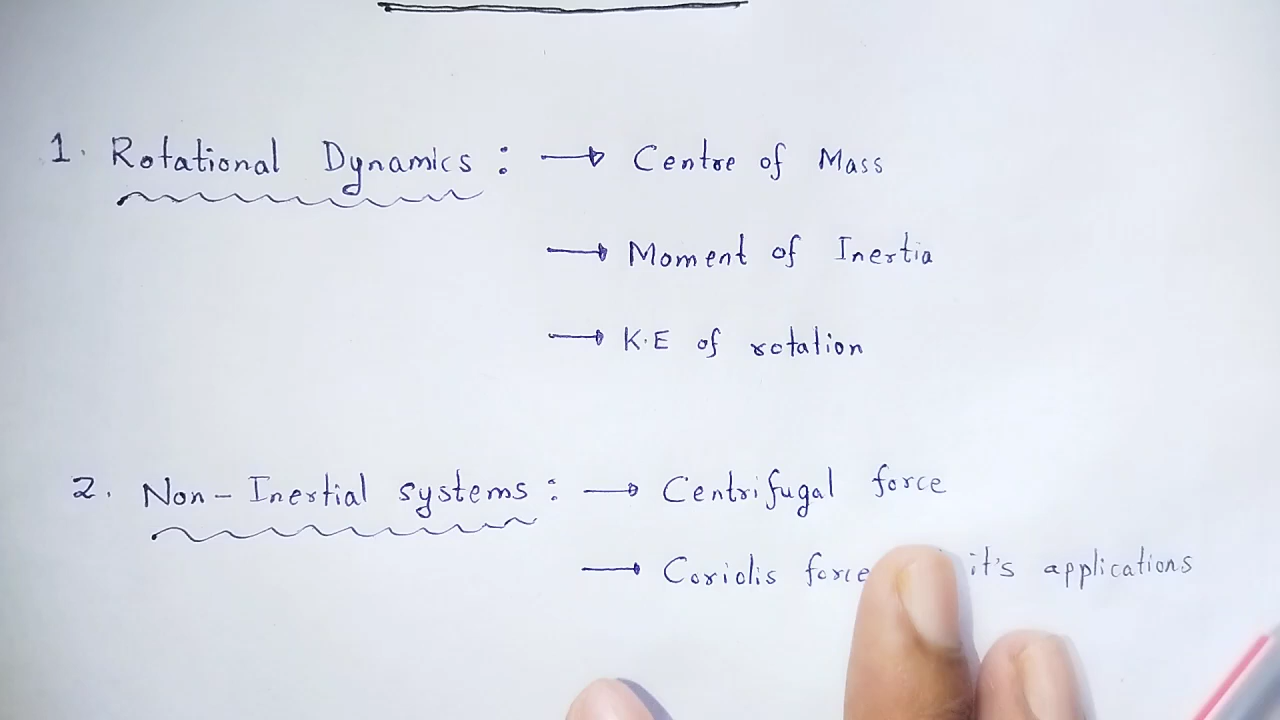 1. Rotational Dynamics : → Centre of Mass
→ Moment of Inertia
→ K.E of rotation
2. Non-Inertial systems : → Centrifugal force
→ Coriolis force it's applications